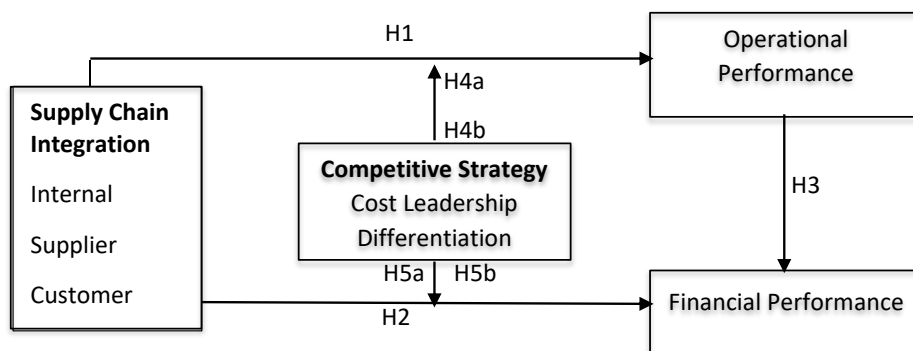 H1
Operational
Performance
H4a
Supply Chain
Integration
Internal
Supplier
Customer
H4b
Competitive Strategy
Cost Leadership
Differentiation
H3
H5a H5b
H2
Financial Performance